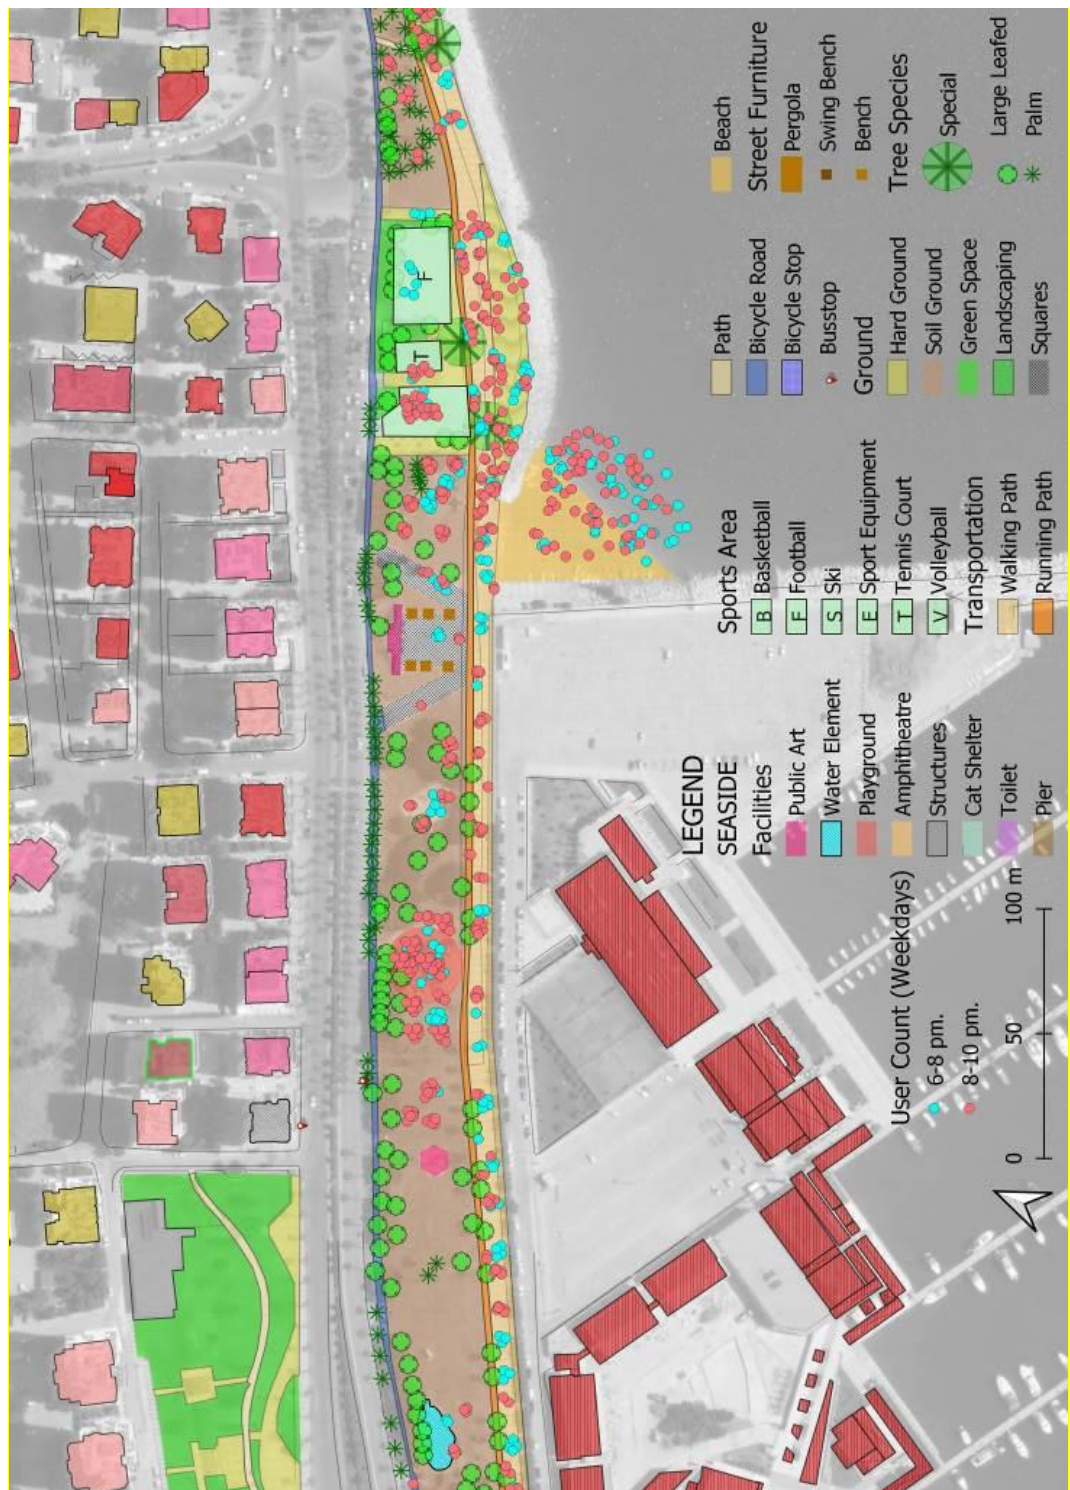 LEGEND
SEASIDE
Facilities
Public Art
Water Element
Playground
Amphitheatre
Structures
Cat Shelter
Toilet
Pier
Sports Area
B Basketball
F Football
S Ski
E Sport Equipment
T Tennis Court
V Volleyball
Transportation
Walking Path
Running Path
Path
Bicycle Road
Bicycle Stop
Busstop
Ground
Hard Ground
Soil Ground
Green Space
Landscaping
Squares
Beach
Street Furniture
Pergola
Swing Bench
Bench
Tree Species
Special
Large Leafed
Palm
User Count (Weekdays)
6-8 pm.
8-10 pm.
0 50 100 m
T
F